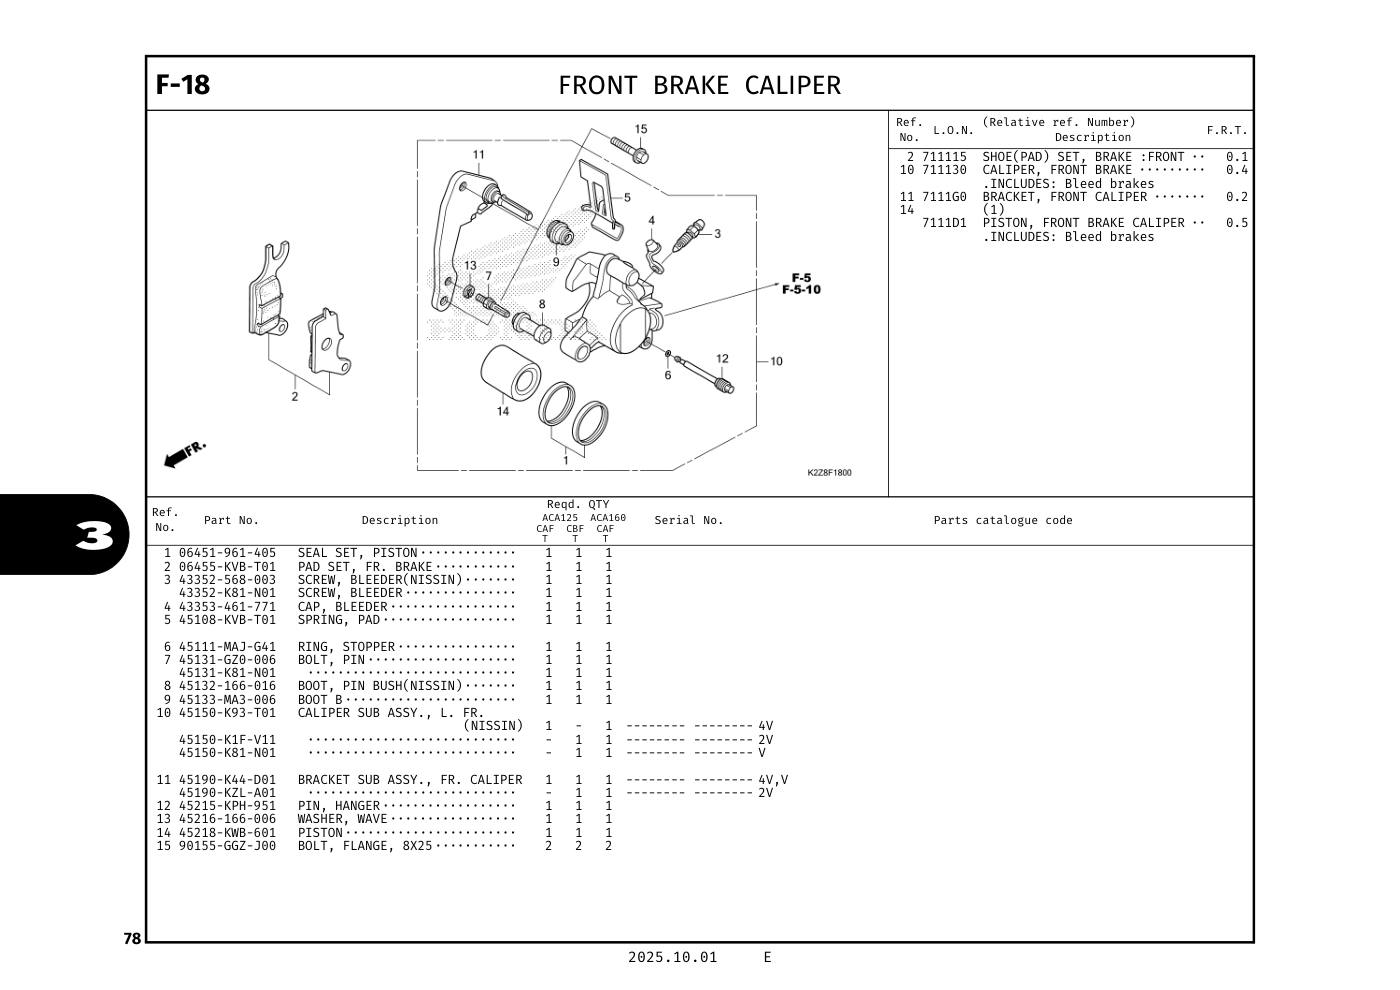 F-18
FRONT BRAKE CALIPER
15
11
5
4
3
9
13
7
8
F-5
F-5-10
12
10
6
2
14
1
FR.
HONDA
K2Z8F1800
Ref. No. L.O.N. (Relative ref. Number) Description F.R.T.
2 711115 SHOE(PAD) SET, BRAKE :FRONT ·· 0.1
10 711130 CALIPER, FRONT BRAKE ········· 0.4
.INCLUDES: Bleed brakes
11 7111G0 BRACKET, FRONT CALIPER ······· 0.2
14 (1)
7111D1 PISTON, FRONT BRAKE CALIPER ·· 0.5
.INCLUDES: Bleed brakes
3
Reqd. QTY
Ref. No. Part No. Description ACA125 ACA160 Serial No. Parts catalogue code
CAF CBF CAF
T T T
1 06451-961-405 SEAL SET, PISTON············· 1 1 1
2 06455-KVB-T01 PAD SET, FR. BRAKE··········· 1 1 1
3 43352-568-003 SCREW, BLEEDER(NISSIN)······· 1 1 1
43352-K81-N01 SCREW, BLEEDER··············· 1 1 1
4 43353-461-771 CAP, BLEEDER················· 1 1 1
5 45108-KVB-T01 SPRING, PAD·················· 1 1 1
6 45111-MAJ-G41 RING, STOPPER················ 1 1 1
7 45131-GZ0-006 BOLT, PIN···················· 1 1 1
45131-K81-N01 ···························· 1 1 1
8 45132-166-016 BOOT, PIN BUSH(NISSIN)······· 1 1 1
9 45133-MA3-006 BOOT B······················· 1 1 1
10 45150-K93-T01 CALIPER SUB ASSY., L. FR.
(NISSIN) 1 - 1 -------- -------- 4V
45150-K1F-V11 ···························· - 1 1 -------- -------- 2V
45150-K81-N01 ···························· - 1 1 -------- -------- V
11 45190-K44-D01 BRACKET SUB ASSY., FR. CALIPER 1 1 1 -------- -------- 4V,V
45190-KZL-A01 ···························· - 1 1 -------- -------- 2V
12 45215-KPH-951 PIN, HANGER·················· 1 1 1
13 45216-166-006 WASHER, WAVE················· 1 1 1
14 45218-KWB-601 PISTON······················· 1 1 1
15 90155-GGZ-J00 BOLT, FLANGE, 8X25··········· 2 2 2
78
2025.10.01 E